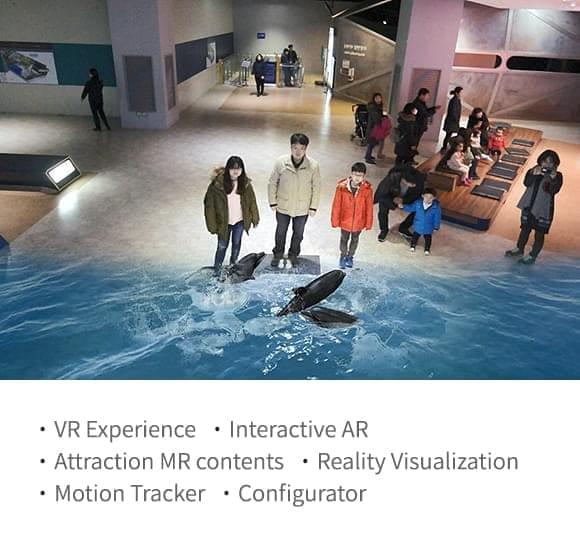 ・VR Experience ・Interactive AR
・Attraction MR contents ・Reality Visualization
・Motion Tracker ・Configurator